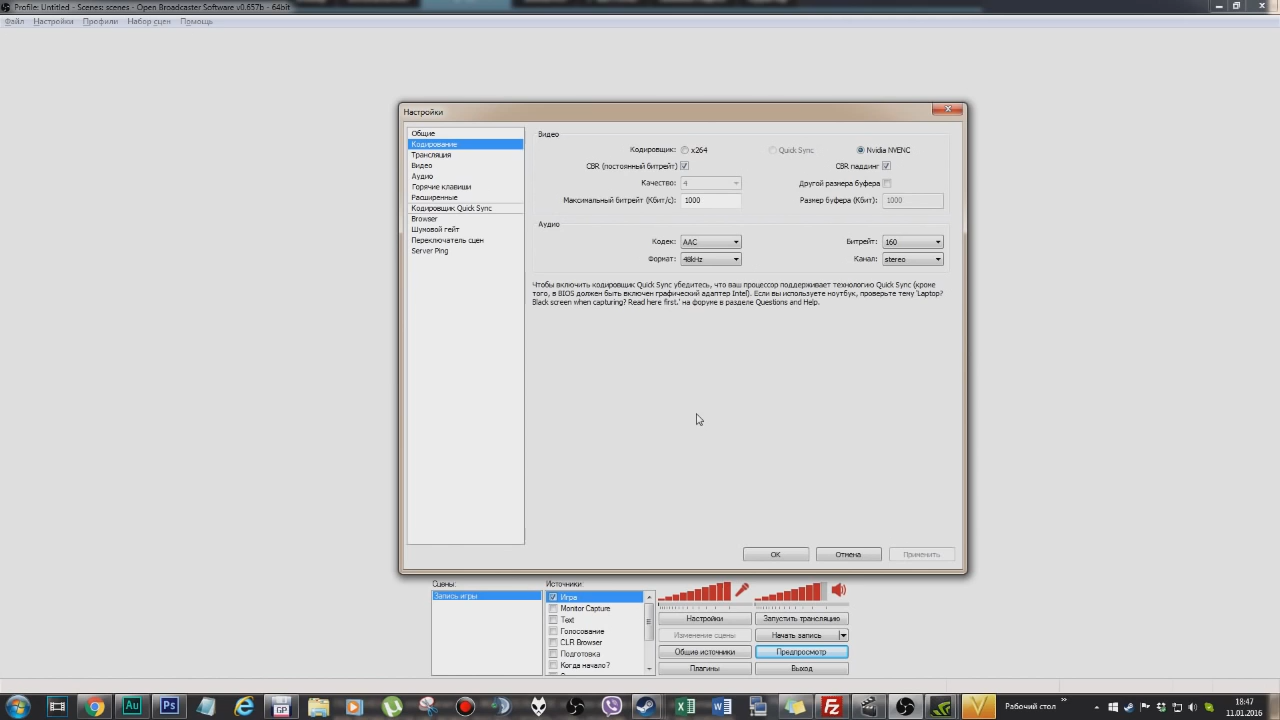 Profile: Untitled - Scenes: scenes - Open Broadcaster Software v0.657b - 64bit
Файл Настройки Профили Набор сцен Помощь
Настройки
Общие
Кодирование
Трансляция
Видео
Аудио
Горячие клавиши
Расширенные
Кодировщик Quick Sync
Browser
Шумовой гейт
Переключатель сцен
Server Ping
Видео
Кодировщик: x264 Quick Sync Nvidia NVENC
CBR (постоянный битрейт) CBR паддинг
Качество: 4 Другой размера буфера
Максимальный битрейт (Кбит/с): 1000 Размер буфера (Кбит): 1000
Аудио
Кодек: AAC Битрейт: 160
Формат: 48kHz Канал: stereo
Чтобы включить кодировщик Quick Sync убедитесь, что ваш процессор поддерживает технологию Quick Sync (кроме
того, в BIOS должен быть включен графический адаптер Intel). Если вы используете ноутбук, проверьте тему 'Laptop?
Black screen when capturing? Read here first.' на форуме в разделе Questions and Help.
OK Отмена Применить
Сцены: Источники:
Запись игры
Игра
Monitor Capture
Text
Голосование
CLR Browser
Подготовка
Когда начало?
Настройки Запустить трансляцию
Изменение сцены Начать запись
Общие источники Предпросмотр
Плагины Выход
Рабочий стол
18:47
11.01.2016